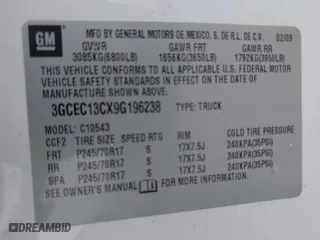 GM
MFD BY GENERAL MOTORS DE MEXICO, S. DE R.L. DE C.V. 02/09
GVWR GAWR FRT GAWR RR
3085KG(6800LB) 1656KG(3650LB) 1792KG(3950LB)
THIS VEHICLE CONFORMS TO ALL APPLICABLE U.S. FEDERAL MOTOR
VEHICLE SAFETY STANDARDS IN EFFECT ON THE DATE OF
MANUFACTURE SHOWN ABOVE.
3GCEC13CX9G196238 TYPE: TRUCK
MODEL: C10543
CCF2 TIRE SIZE SPEED RTG RIM COLD TIRE PRESSURE
FRT P245/70R17 S 17X7.5J 240KPA(35PSI)
RR P245/70R17 S 17X7.5J 240KPA(35PSI)
SPA P245/70R17 S 17X7.5J 240KPA(35PSI)
SEE OWNER'S MANUAL FOR ADDITIONAL INFORMATION.
DREAMBID